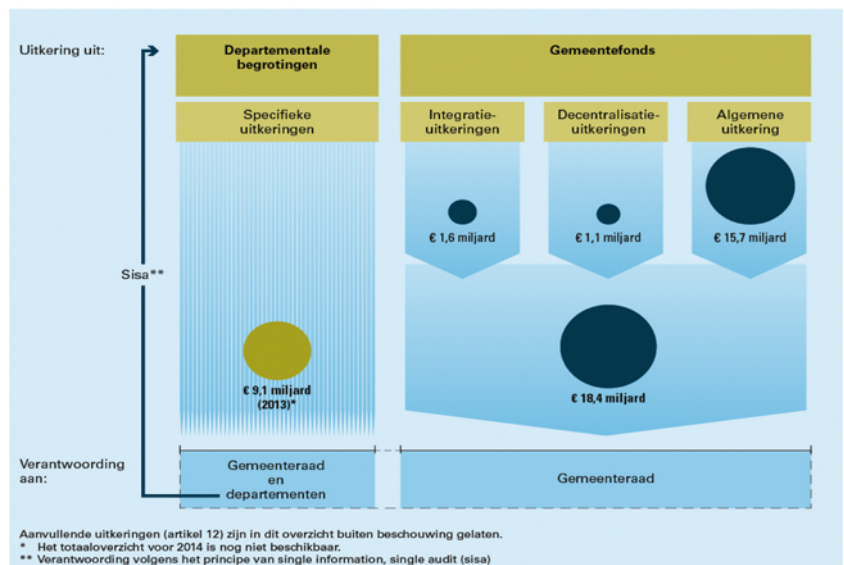 Uitkering uit:
Departementale
begrotingen
Gemeentefonds
Specifieke
uitkeringen
Integratie-
uitkeringen
Decentralisatie-
uitkeringen
Algemene
uitkering
€ 1,6 miljard
€ 1,1 miljard
€ 15,7 miljard
Sisa**
€ 9,1 miljard
(2013)*
€ 18,4 miljard
Verantwoording
aan:
Gemeenteraad
en
departementen
Gemeenteraad
Aanvullende uitkeringen (artikel 12) zijn in dit overzicht buiten beschouwing gelaten.
* Het totaaloverzicht voor 2014 is nog niet beschikbaar.
** Verantwoording volgens het principe van single information, single audit (sisa)